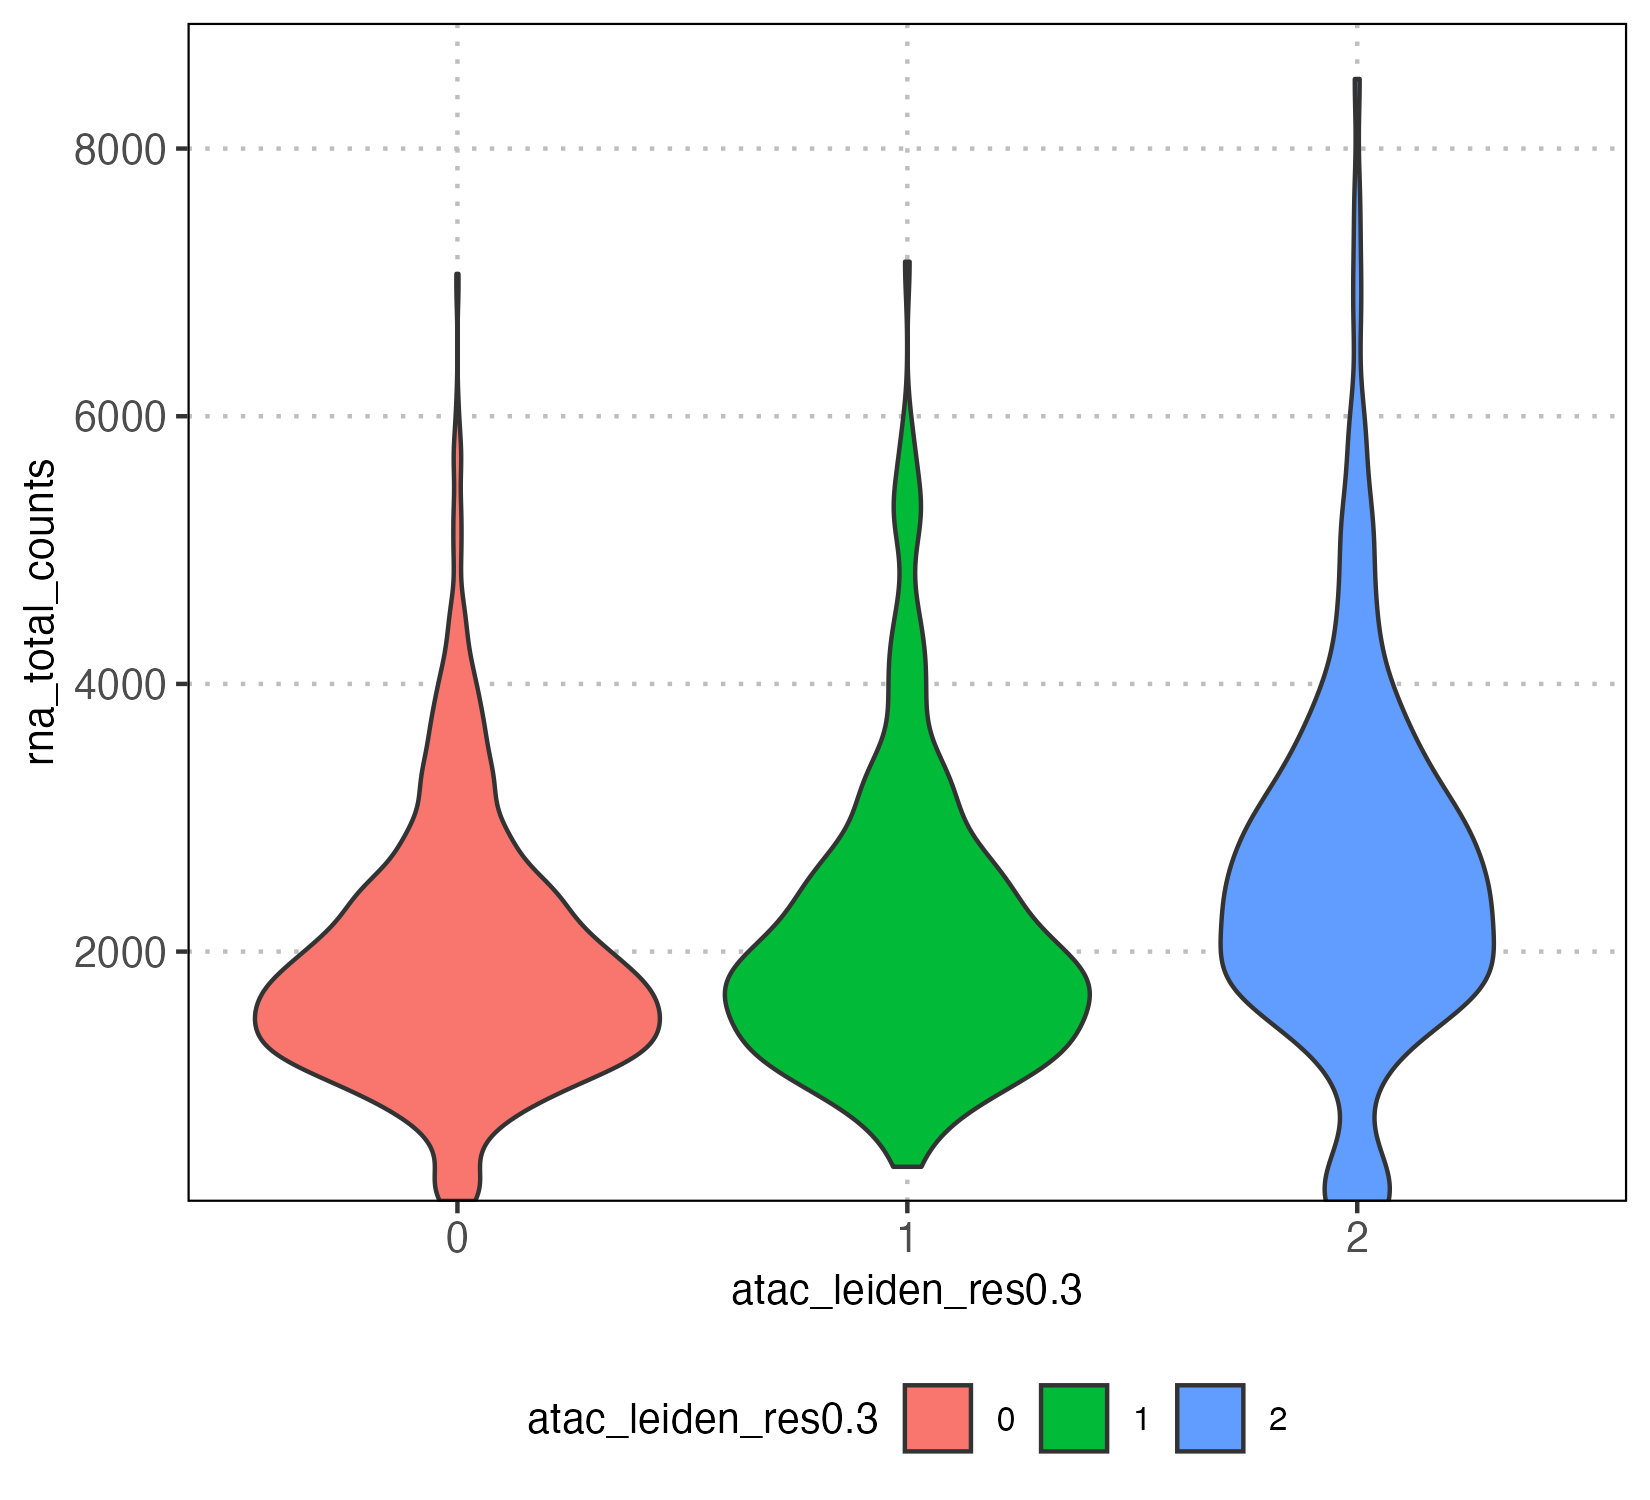 8000
6000
4000
2000
rna_total_counts
0 1 2
atac_leiden_res0.3
atac_leiden_res0.3 0 1 2